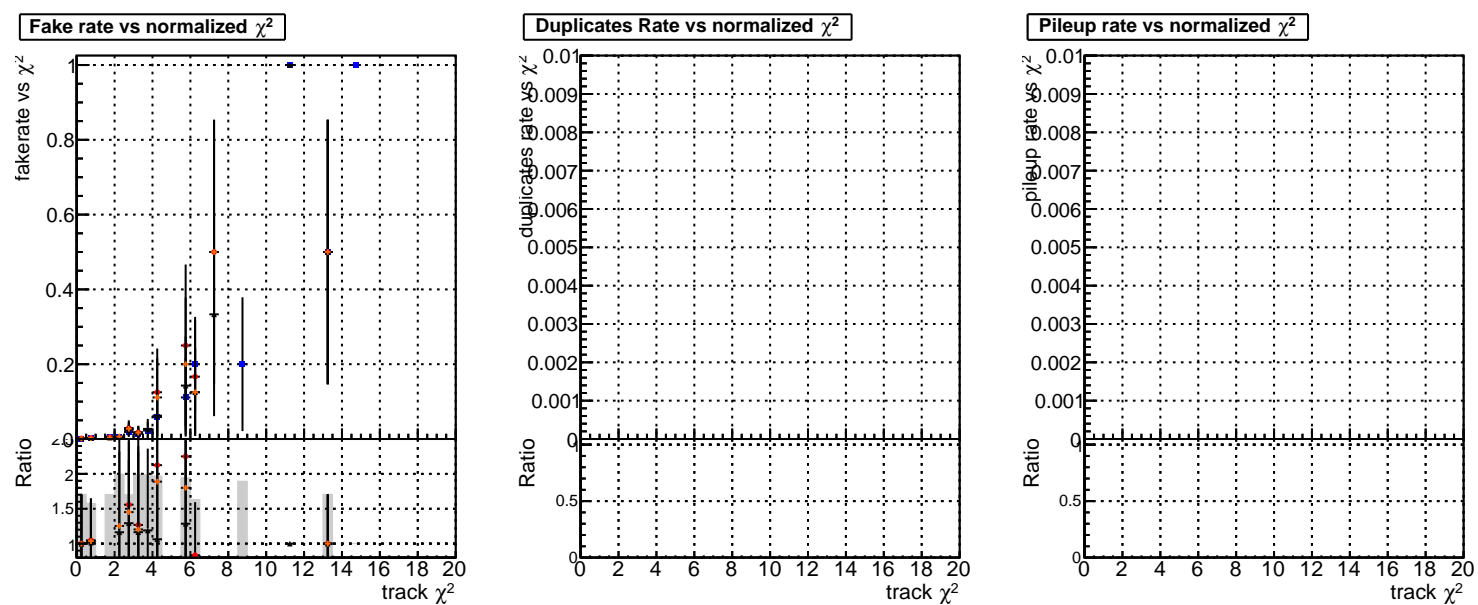 Fake rate vs normalized χ²
fakerate vs χ²
1
0.8
0.6
0.4
0.2
0
Ratio
2
1.5
1
0 2 4 6 8 10 12 14 16 18 20
track χ²
Duplicates Rate vs normalized χ²
duplicates rate vs χ²
0.01
0.009
0.008
0.007
0.006
0.005
0.004
0.003
0.002
0.001
0
Ratio
1
0.5
0
0 2 4 6 8 10 12 14 16 18 20
track χ²
Pileup rate vs normalized χ²
pileup rate vs χ²
0.01
0.009
0.008
0.007
0.006
0.005
0.004
0.003
0.002
0.001
0
Ratio
1
0.5
0
0 2 4 6 8 10 12 14 16 18 20
track χ²